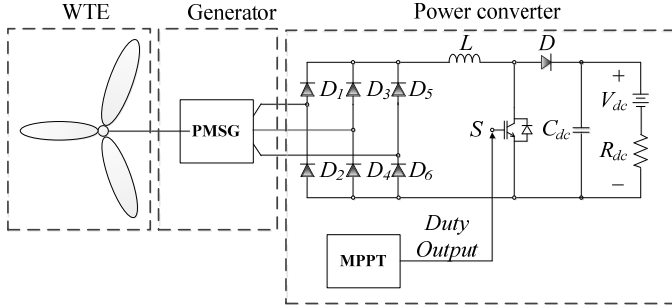 WTE
Generator
Power converter
L
D
D1
D3
D5
+
Vdc
PMSG
S
Cdc
Rdc
D2
D4
D6
−
Duty
Output
MPPT